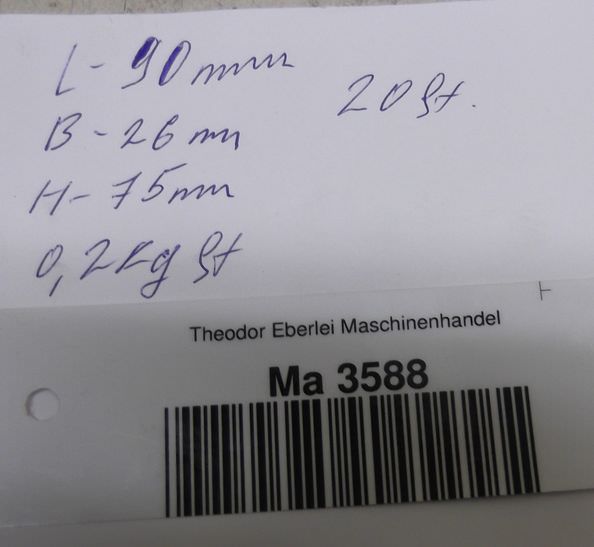 L - 90 mm
20 St.
B - 26 mm
H - 75 mm
0,2 kg St
Theodor Eberlei Maschinenhandel
Ma 3588